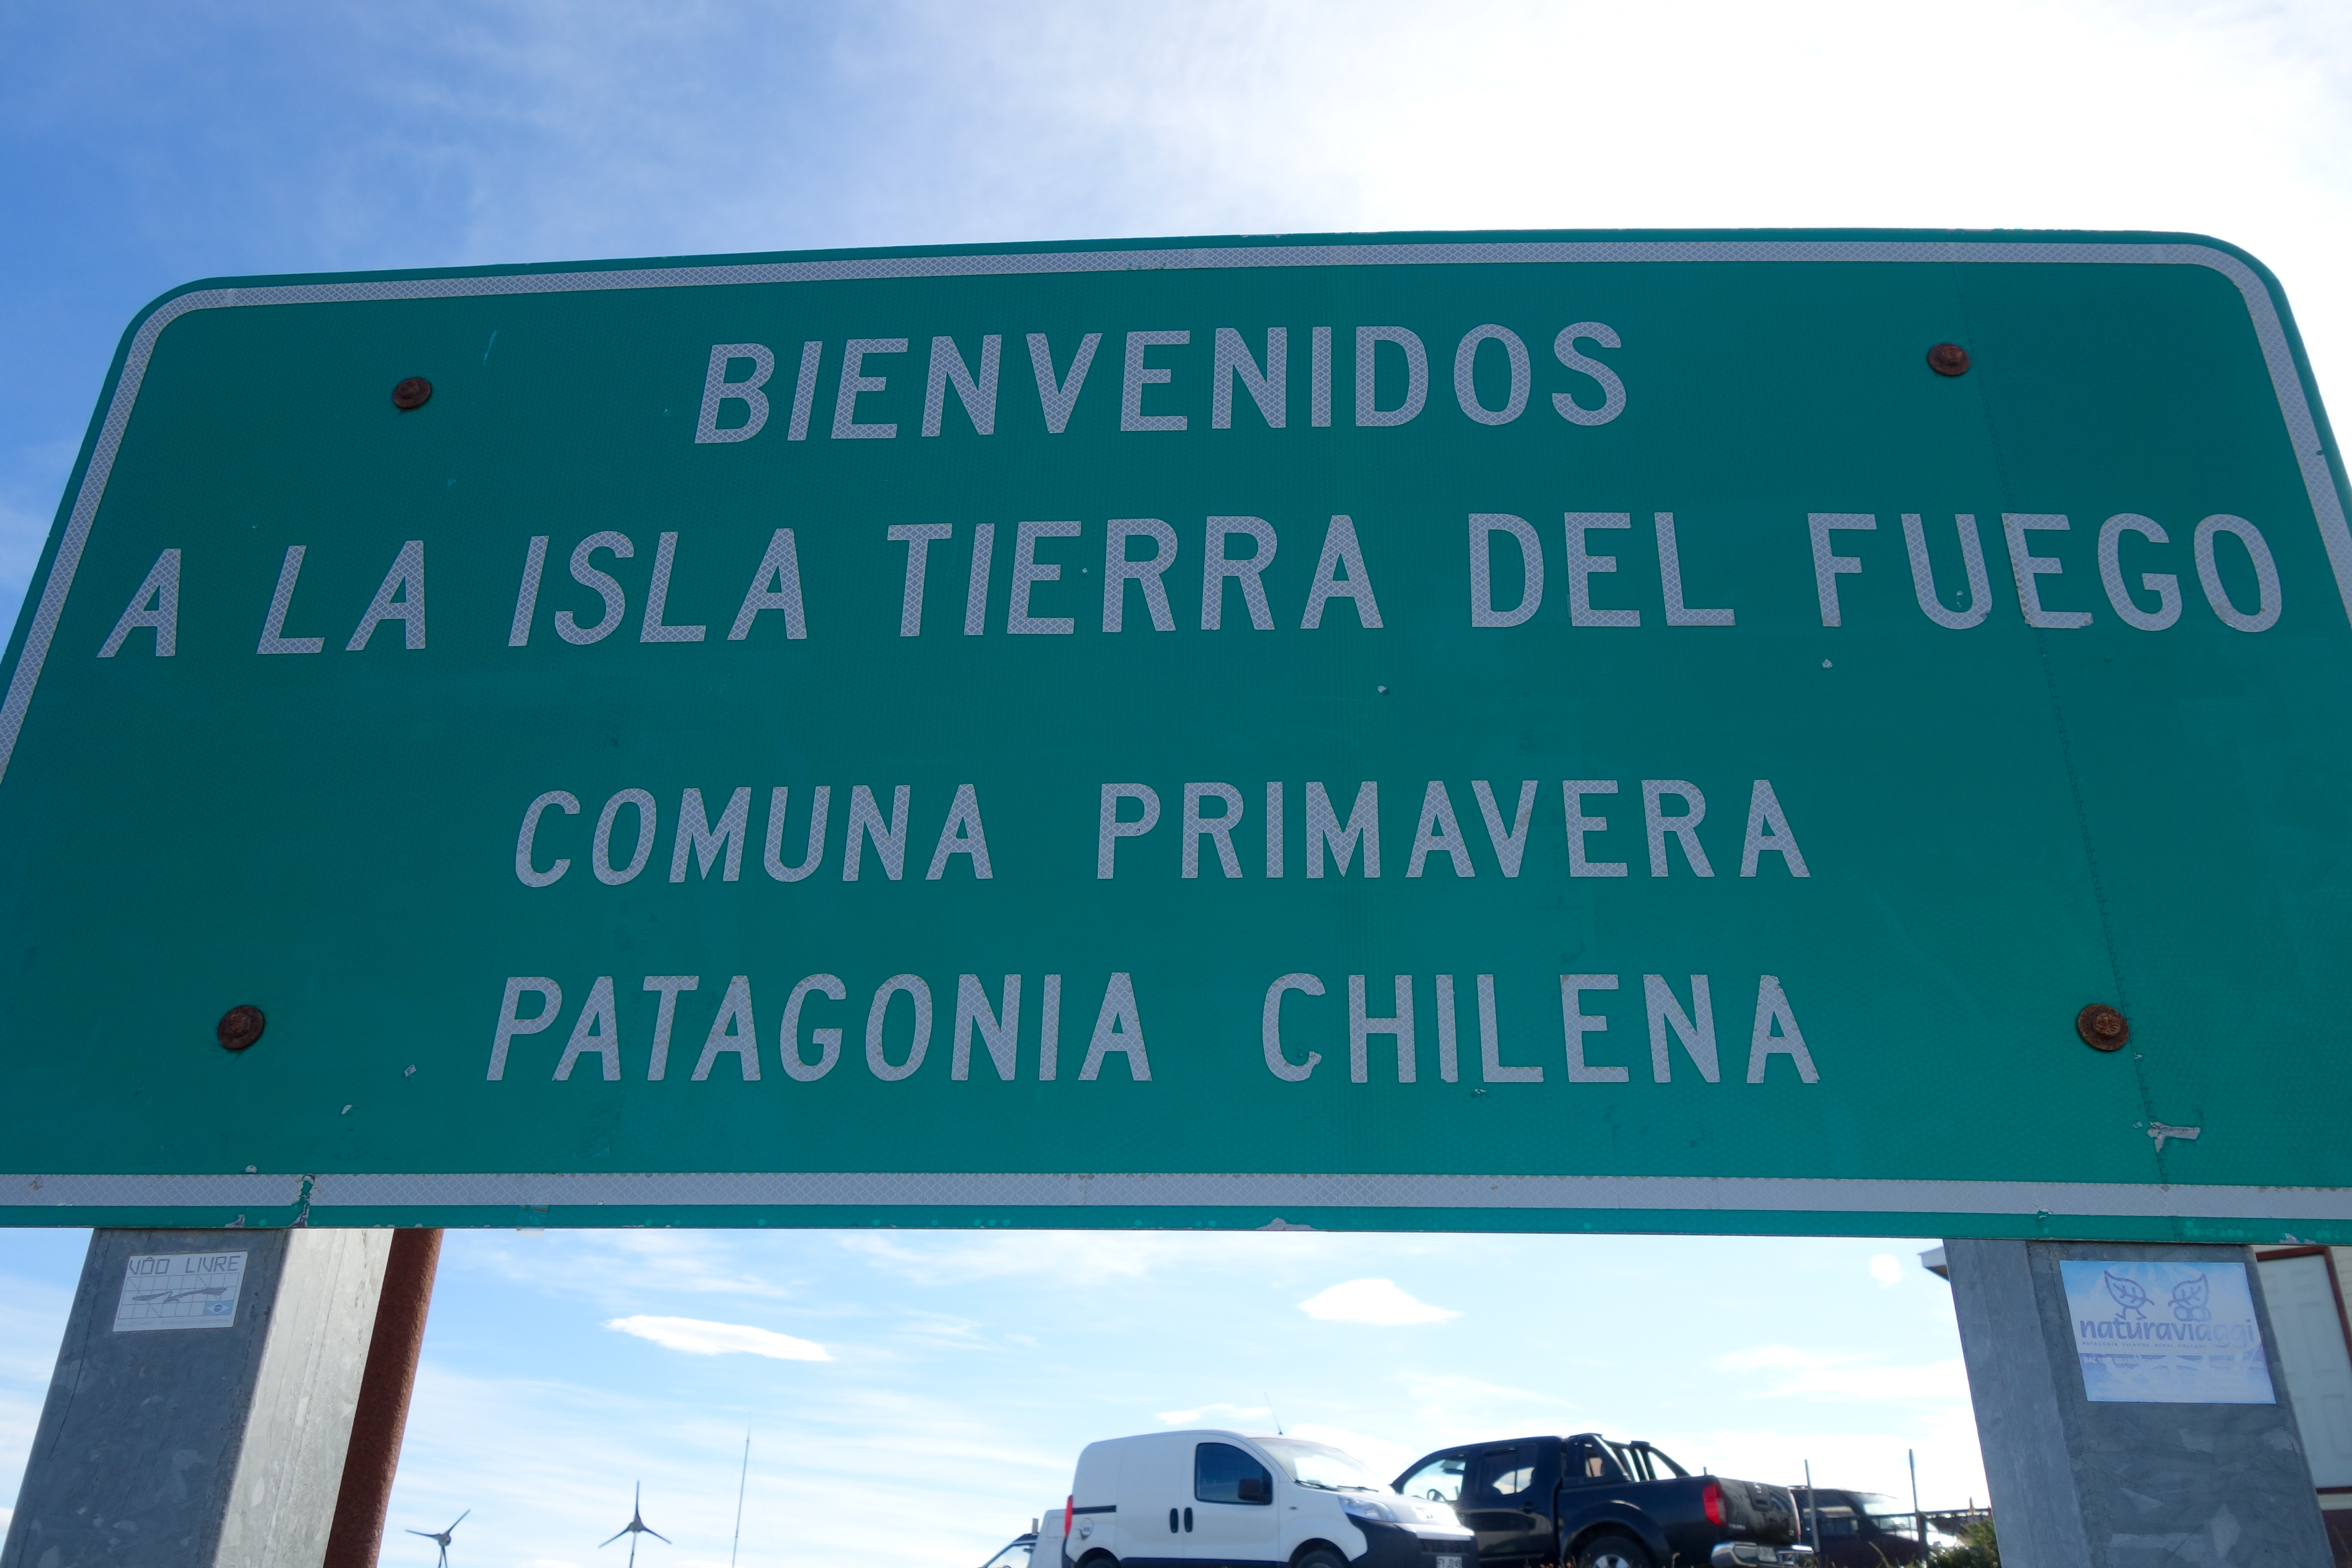 BIENVENIDOS
A LA ISLA TIERRA DEL FUEGO
COMUNA PRIMAVERA
PATAGONIA CHILENA
VÔO LIVRE
naturaviaggi